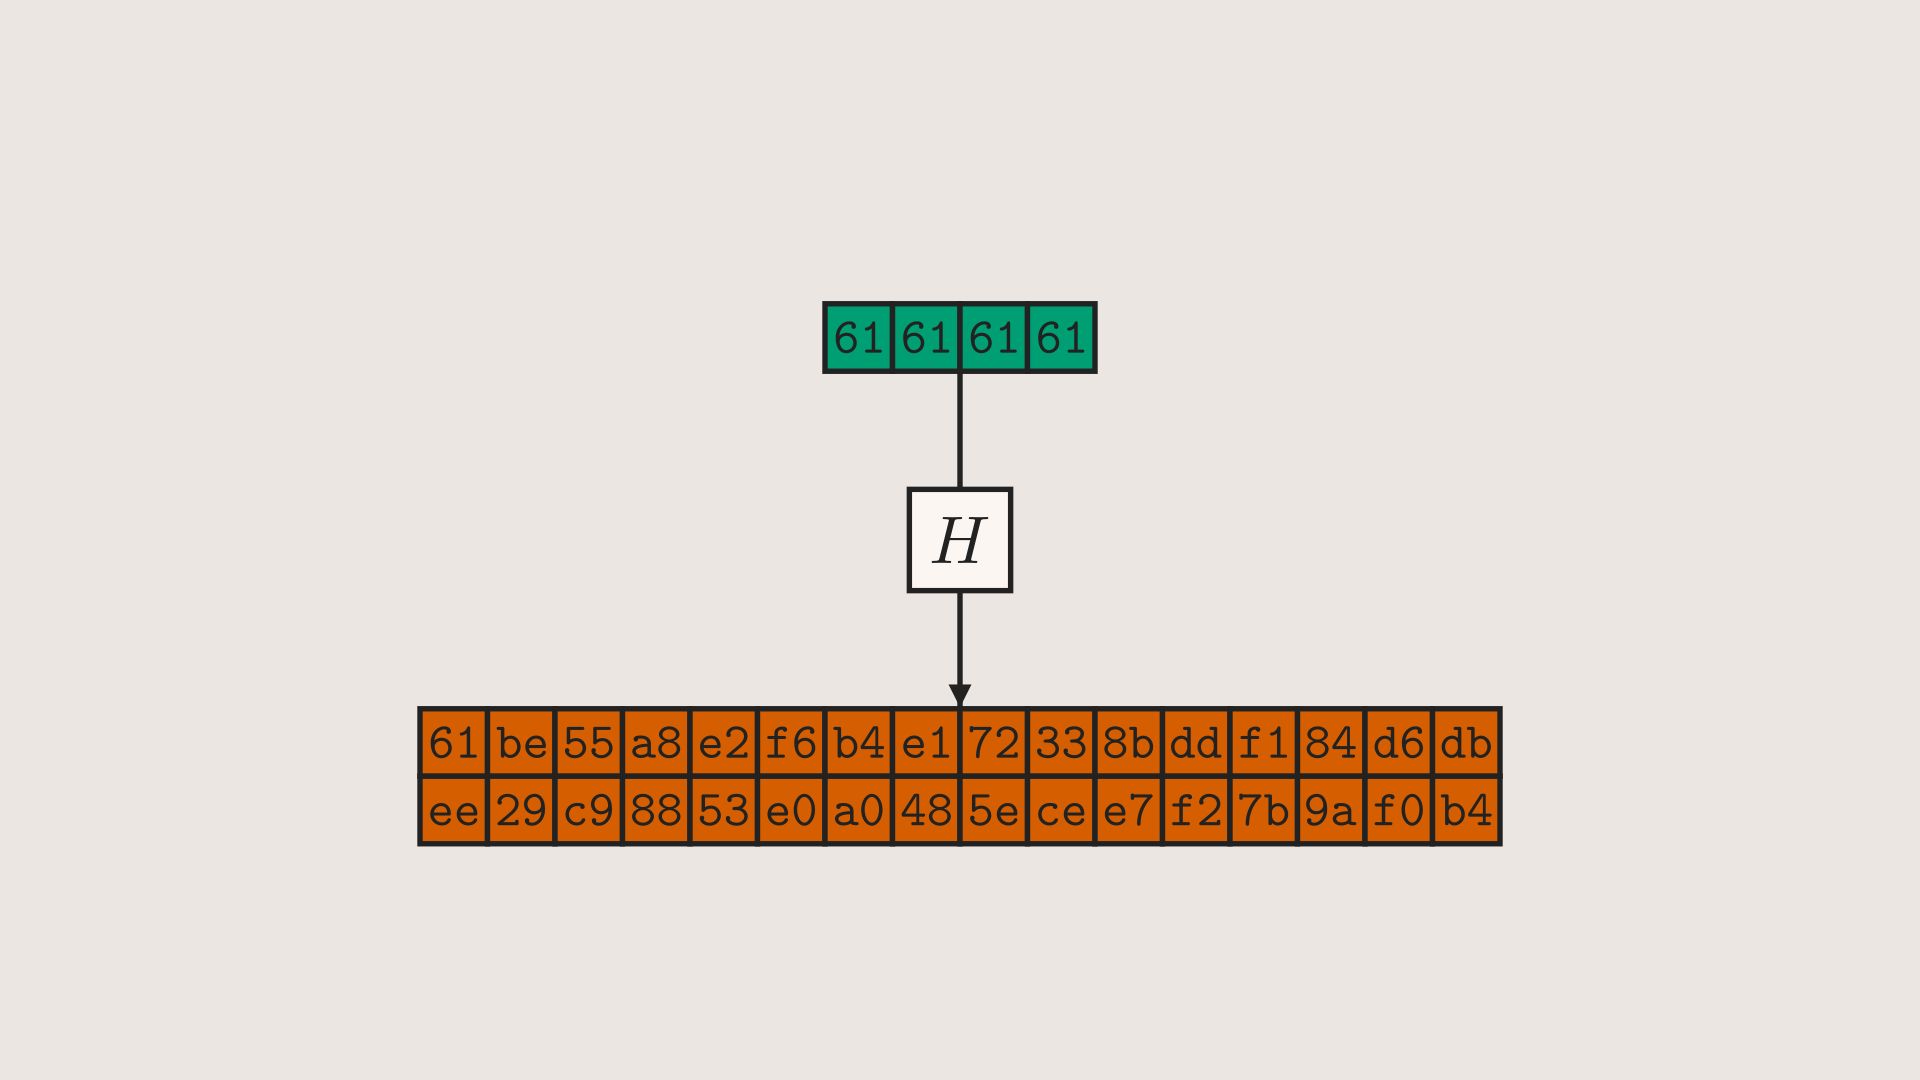 61 61 61 61
H
61 be 55 a8 e2 f6 b4 e1 72 33 8b dd f1 84 d6 db
ee 29 c9 88 53 e0 a0 48 5e ce e7 f2 7b 9a f0 b4